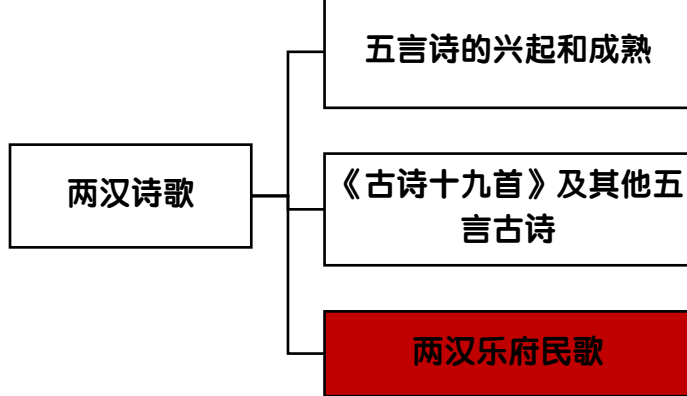 五言诗的兴起和成熟
两汉诗歌
《古诗十九首》及其他五
言古诗
两汉乐府民歌